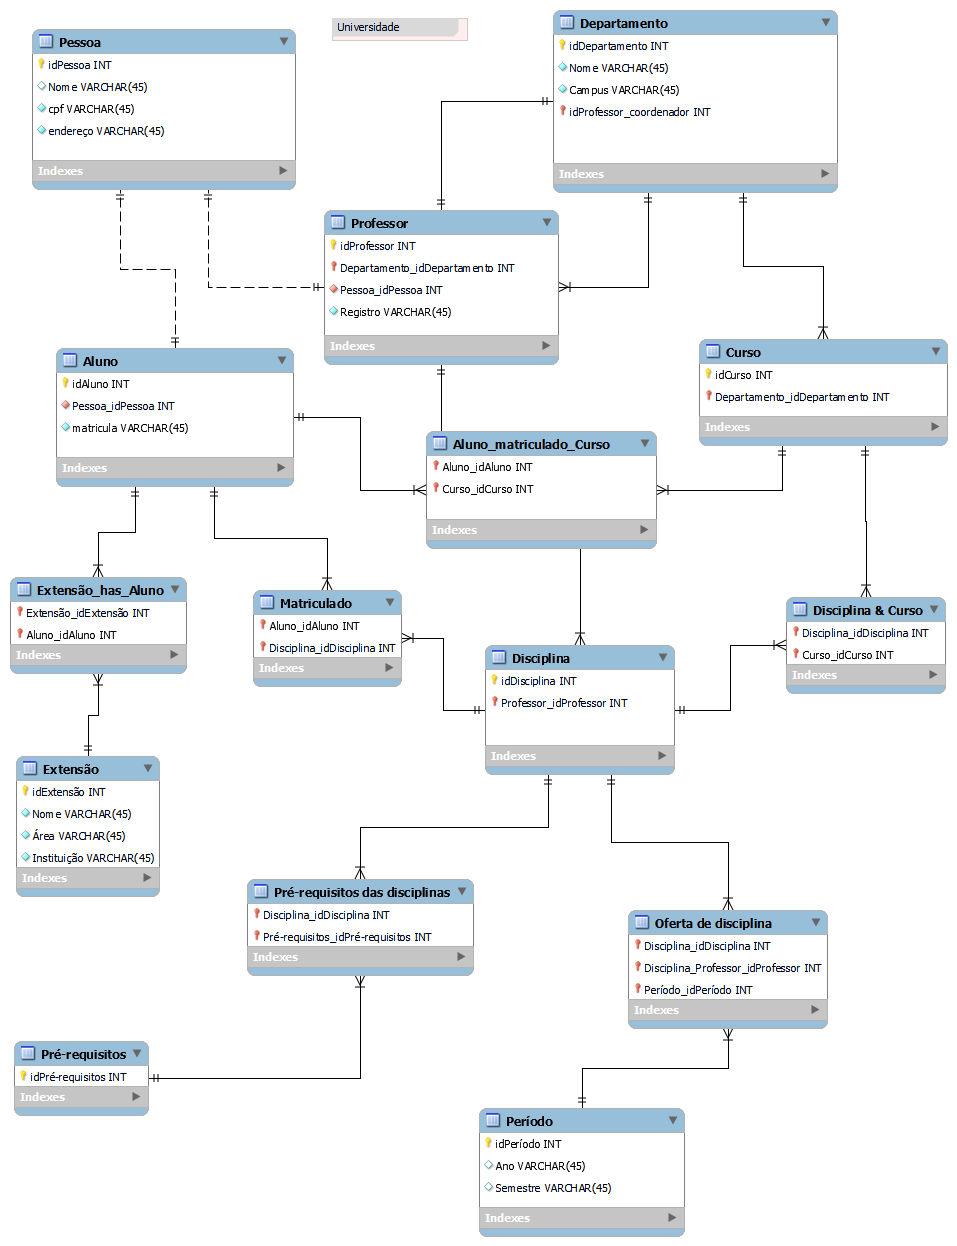 Universidade
Pessoa
idPessoa INT
Nome VARCHAR(45)
cpf VARCHAR(45)
endereço VARCHAR(45)
Indexes
Departamento
idDepartamento INT
Nome VARCHAR(45)
Campus VARCHAR(45)
idProfessor_coordenador INT
Indexes
Professor
idProfessor INT
Departamento_idDepartamento INT
Pessoa_idPessoa INT
Registro VARCHAR(45)
Indexes
Aluno
idAluno INT
Pessoa_idPessoa INT
matricula VARCHAR(45)
Indexes
Curso
idCurso INT
Departamento_idDepartamento INT
Indexes
Aluno_matriculado_Curso
Aluno_idAluno INT
Curso_idCurso INT
Indexes
Extensão_has_Aluno
Extensão_idExtensão INT
Aluno_idAluno INT
Indexes
Matriculado
Aluno_idAluno INT
Disciplina_idDisciplina INT
Indexes
Disciplina & Curso
Disciplina_idDisciplina INT
Curso_idCurso INT
Indexes
Disciplina
idDisciplina INT
Professor_idProfessor INT
Indexes
Extensão
idExtensão INT
Nome VARCHAR(45)
Área VARCHAR(45)
Instituição VARCHAR(45)
Indexes
Pré-requisitos das disciplinas
Disciplina_idDisciplina INT
Pré-requisitos_idPré-requisitos INT
Indexes
Oferta de disciplina
Disciplina_idDisciplina INT
Disciplina_Professor_idProfessor INT
Período_idPeríodo INT
Indexes
Pré-requisitos
idPré-requisitos INT
Indexes
Período
idPeríodo INT
Ano VARCHAR(45)
Semestre VARCHAR(45)
Indexes